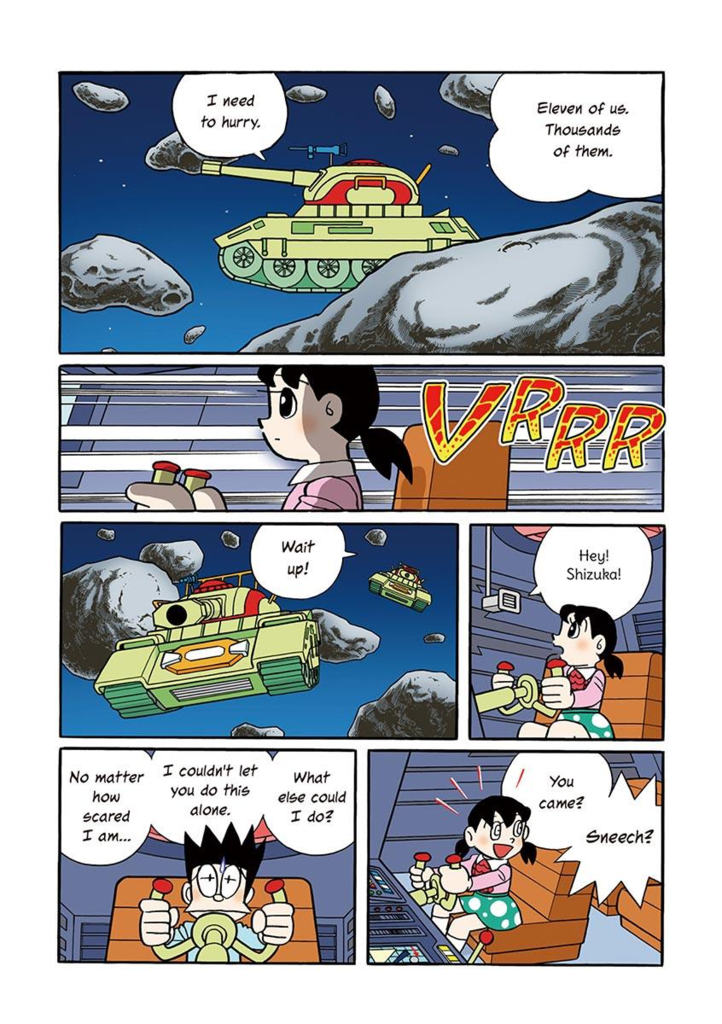 I need
to hurry.
Eleven of us.
Thousands
of them.
VRRR
Wait
up!
Hey!
Shizuka!
No matter
how
scared
I am...
I couldn't let
you do this
alone.
What
else could
I do?
You
came?
Sneech?